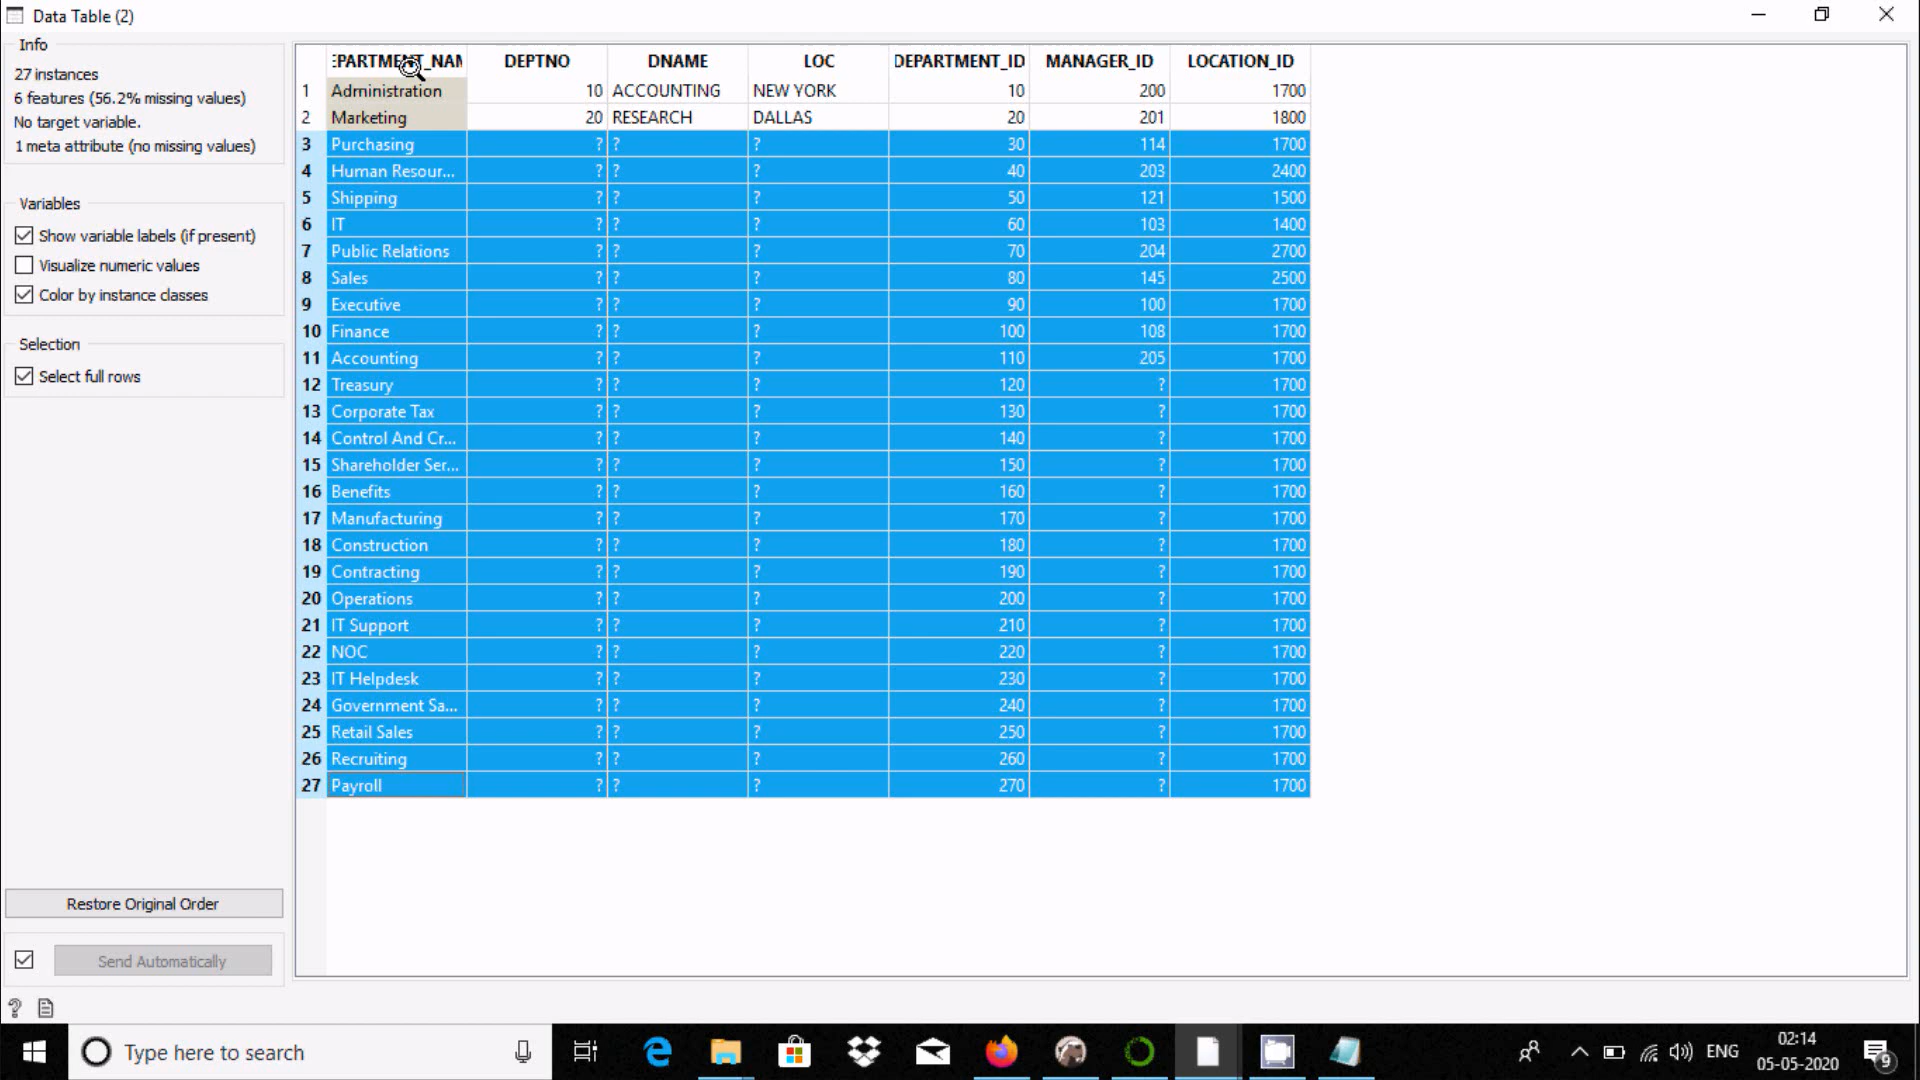 Data Table (2)
Info
27 instances
6 features (56.2% missing values)
No target variable.
1 meta attribute (no missing values)
Variables
Show variable labels (if present)
Visualize numeric values
Color by instance classes
Selection
Select full rows
Restore Original Order
Send Automatically
EPARTMENT_NAM DEPTNO DNAME LOC DEPARTMENT_ID MANAGER_ID LOCATION_ID
1 Administration 10 ACCOUNTING NEW YORK 10 200 1700
2 Marketing 20 RESEARCH DALLAS 20 201 1800
3 Purchasing ? ? ? 30 114 1700
4 Human Resour... ? ? ? 40 203 2400
5 Shipping ? ? ? 50 121 1500
6 IT ? ? ? 60 103 1400
7 Public Relations ? ? ? 70 204 2700
8 Sales ? ? ? 80 145 2500
9 Executive ? ? ? 90 100 1700
10 Finance ? ? ? 100 108 1700
11 Accounting ? ? ? 110 205 1700
12 Treasury ? ? ? 120 ? 1700
13 Corporate Tax ? ? ? 130 ? 1700
14 Control And Cr... ? ? ? 140 ? 1700
15 Shareholder Ser... ? ? ? 150 ? 1700
16 Benefits ? ? ? 160 ? 1700
17 Manufacturing ? ? ? 170 ? 1700
18 Construction ? ? ? 180 ? 1700
19 Contracting ? ? ? 190 ? 1700
20 Operations ? ? ? 200 ? 1700
21 IT Support ? ? ? 210 ? 1700
22 NOC ? ? ? 220 ? 1700
23 IT Helpdesk ? ? ? 230 ? 1700
24 Government Sa... ? ? ? 240 ? 1700
25 Retail Sales ? ? ? 250 ? 1700
26 Recruiting ? ? ? 260 ? 1700
27 Payroll ? ? ? 270 ? 1700
?
Type here to search
ENG
02:14
05-05-2020
9